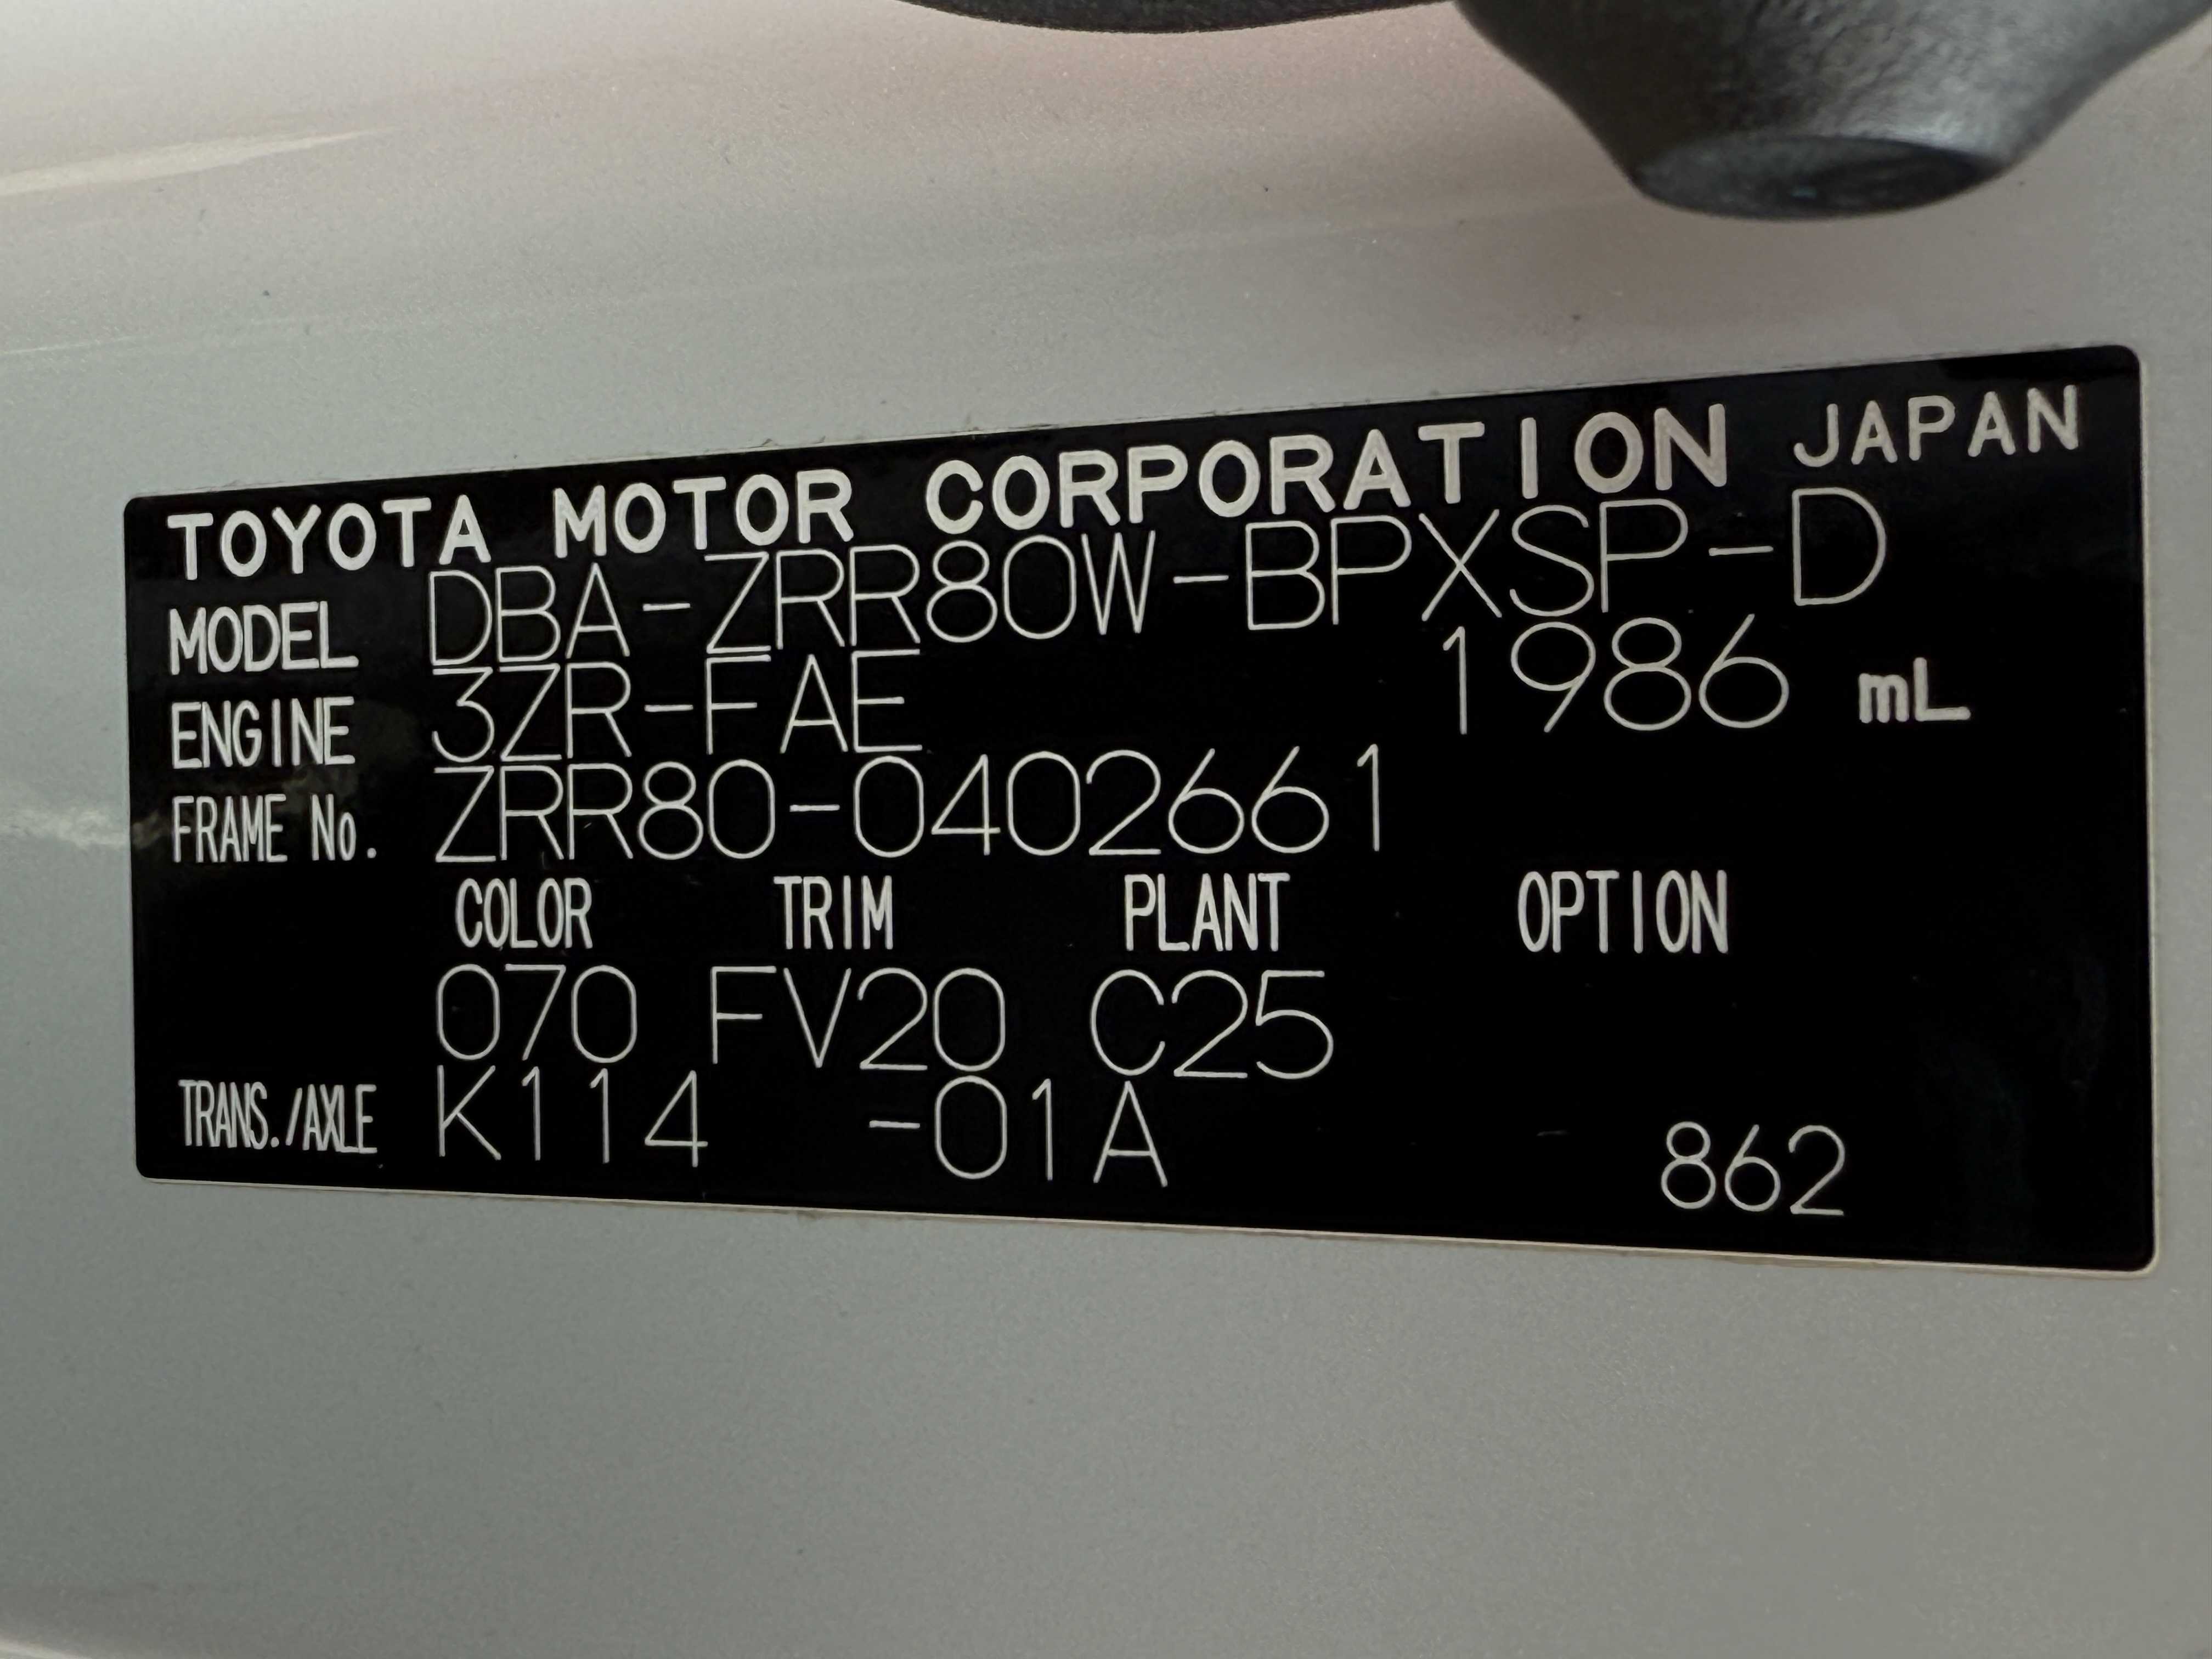 TOYOTA MOTOR CORPORATION JAPAN
MODEL DBA-ZRR80W-BPXSP-D
ENGINE 3ZR-FAE 1986 mL
FRAME No. ZRR80-0402661
COLOR TRIM PLANT OPTION
070 FV20 C25
TRANS./AXLE K114 -01A 862